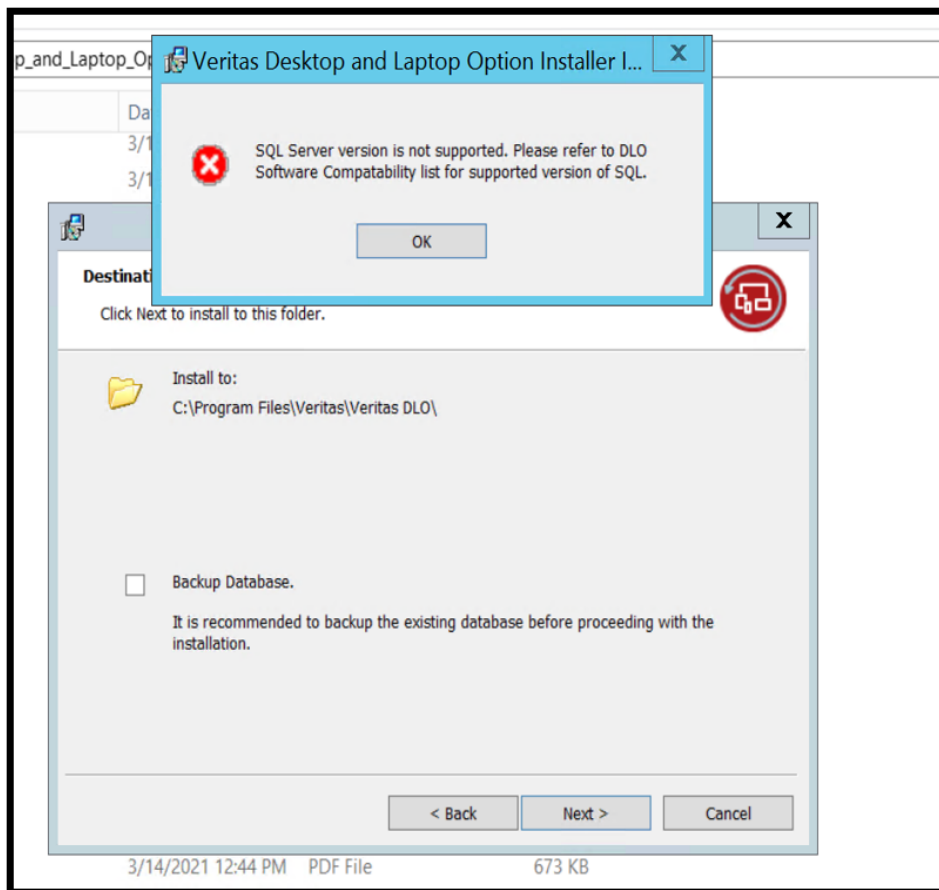 p_and_Laptop_Op
Veritas Desktop and Laptop Option Installer I...
X
Da
3/1
3/1
SQL Server version is not supported. Please refer to DLO
Software Compatability list for supported version of SQL.
OK
X
Destinati
Click Next to install to this folder.
Install to:
C:\Program Files\Veritas\Veritas DLO\
Backup Database.
It is recommended to backup the existing database before proceeding with the
installation.
< Back Next > Cancel
3/14/2021 12:44 PM PDF File 673 KB